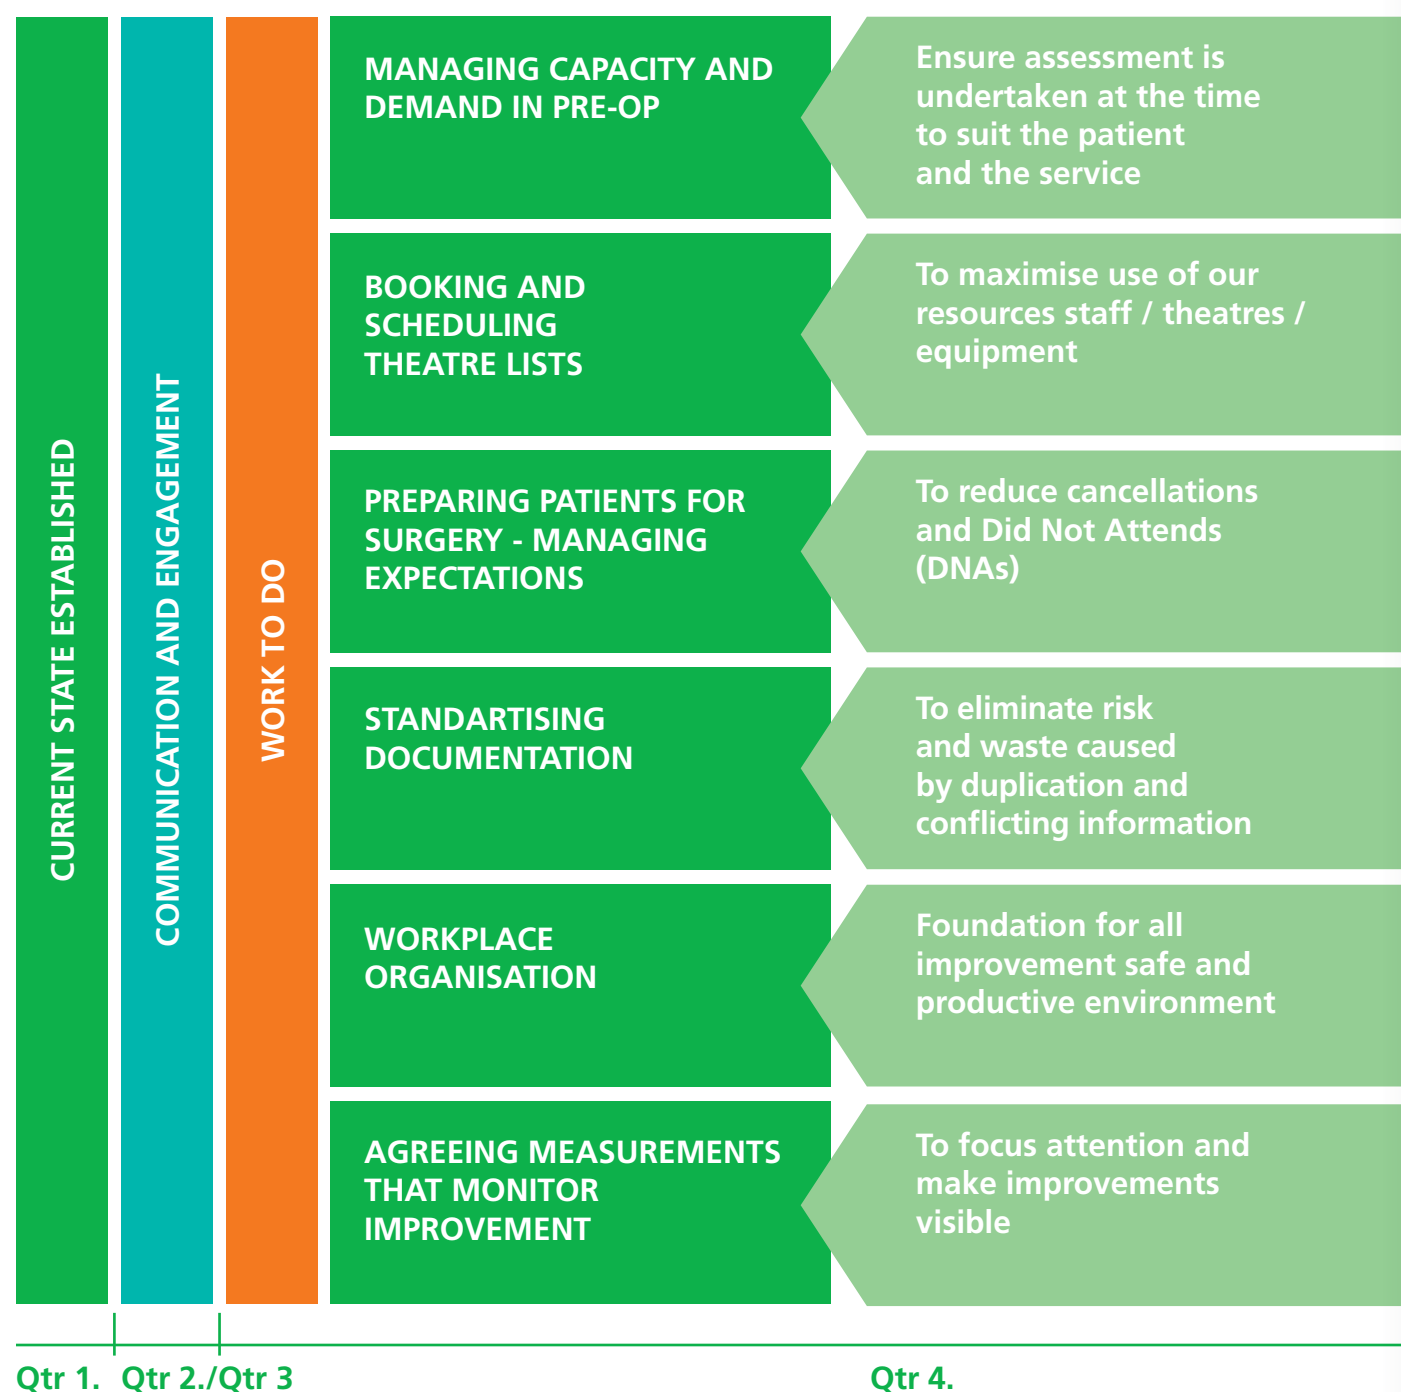 CURRENT STATE ESTABLISHED
COMMUNICATION AND ENGAGEMENT
WORK TO DO
MANAGING CAPACITY AND
DEMAND IN PRE-OP
Ensure assessment is
undertaken at the time
to suit the patient
and the service
BOOKING AND
SCHEDULING
THEATRE LISTS
To maximise use of our
resources staff / theatres /
equipment
PREPARING PATIENTS FOR
SURGERY - MANAGING
EXPECTATIONS
To reduce cancellations
and Did Not Attends
(DNAs)
STANDARTISING
DOCUMENTATION
To eliminate risk
and waste caused
by duplication and
conflicting information
WORKPLACE
ORGANISATION
Foundation for all
improvement safe and
productive environment
AGREEING MEASUREMENTS
THAT MONITOR
IMPROVEMENT
To focus attention and
make improvements
visible
Qtr 1. Qtr 2./Qtr 3 Qtr 4.